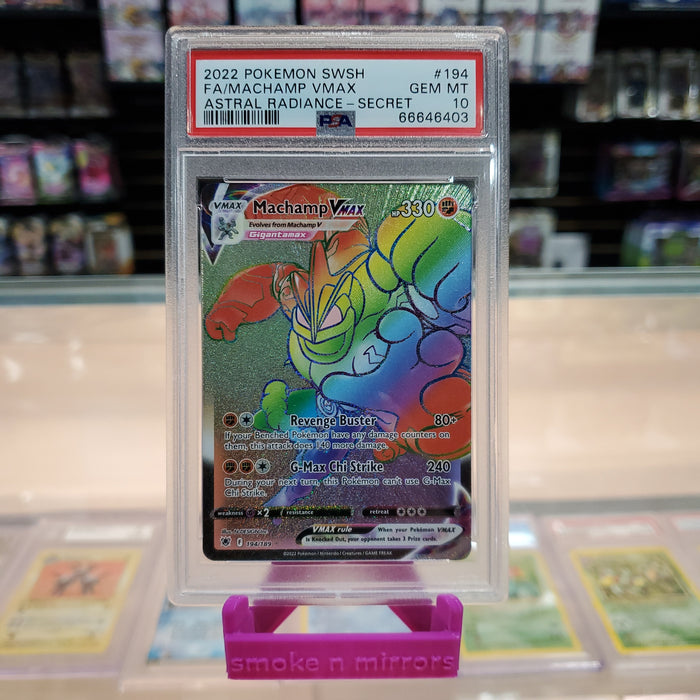 2022 POKEMON SWSH #194
FA/MACHAMP VMAX GEM MT
ASTRAL RADIANCE-SECRET 10
PSA 66646403
VMAX Machamp VMAX HP 330
Evolves from Machamp V
Gigantamax
Revenge Buster 80+
If your Benched Pokémon have any damage counters on
them, this attack does 140 more damage.
G-Max Chi Strike 240
During your next turn, this Pokémon can't use G-Max
Chi Strike.
weakness ×2 resistance retreat
VMAX rule When your Pokémon VMAX
is Knocked Out, your opponent takes 3 Prize cards.
194/189
©2022 Pokémon / Nintendo / Creatures / GAME FREAK
smoke n mirrors